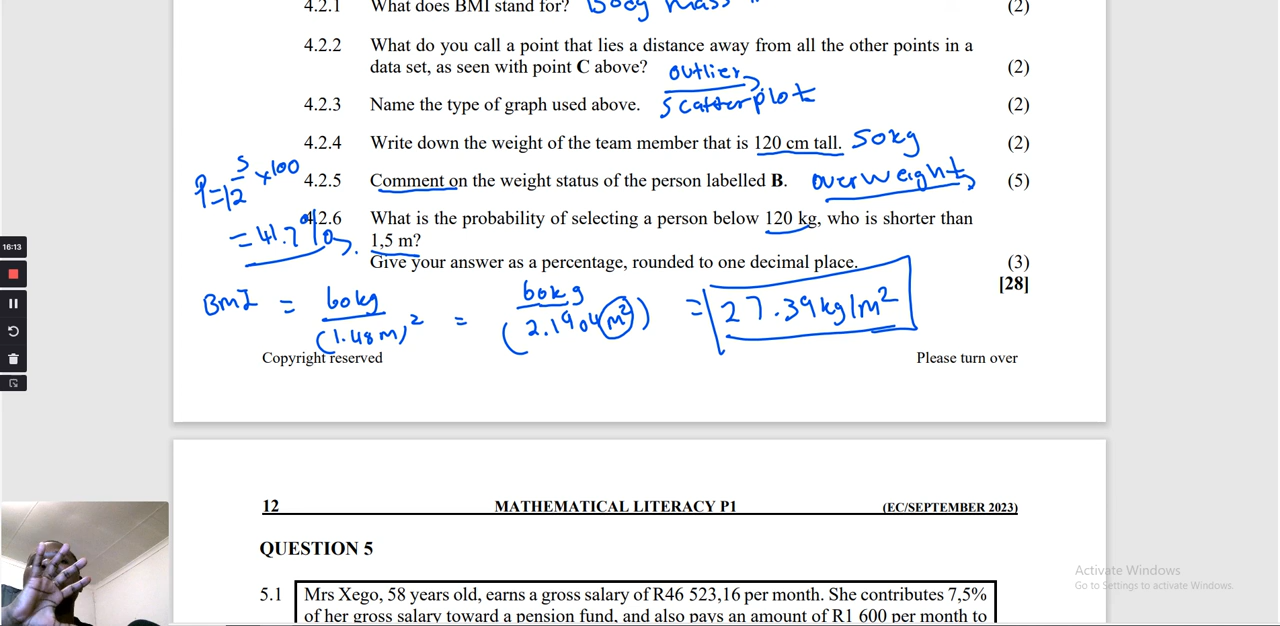 4.2.1 What does BMI stand for? Body mass (2)
4.2.2 What do you call a point that lies a distance away from all the other points in a
data set, as seen with point C above? outlier (2)
4.2.3 Name the type of graph used above. scatterplot (2)
4.2.4 Write down the weight of the team member that is 120 cm tall. 50kg (2)
P = 5/12 × 100
4.2.5 Comment on the weight status of the person labelled B. overweight (5)
4.2.6 What is the probability of selecting a person below 120 kg, who is shorter than
= 41.7%
1,5 m?
Give your answer as a percentage, rounded to one decimal place. (3)
[28]
BMI = 60kg/(1.48m)² = 60kg/(2.1904m²) = 27.39kg/m²
Copyright reserved Please turn over
16:13
12 MATHEMATICAL LITERACY P1 (EC/SEPTEMBER 2023)
QUESTION 5
5.1 Mrs Xego, 58 years old, earns a gross salary of R46 523,16 per month. She contributes 7,5%
of her gross salary toward a pension fund, and also pays an amount of R1 600 per month to
Activate Windows
Go to Settings to activate Windows.